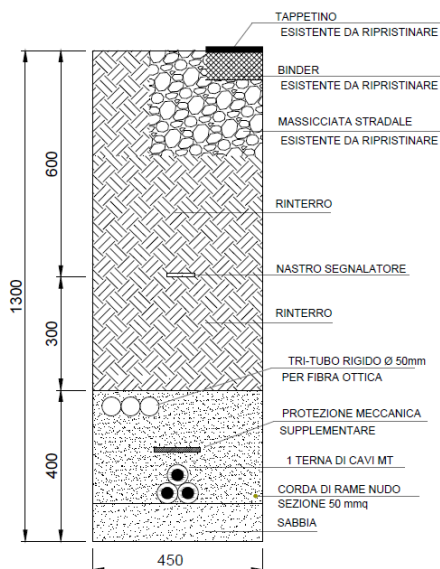 TAPPETINO
ESISTENTE DA RIPRISTINARE
BINDER
ESISTENTE DA RIPRISTINARE
MASSICCIATA STRADALE
ESISTENTE DA RIPRISTINARE
600
RINTERRO
NASTRO SEGNALATORE
1300
300
RINTERRO
TRI-TUBO RIGIDO Ø 50mm
PER FIBRA OTTICA
PROTEZIONE MECCANICA
SUPPLEMENTARE
400
1 TERNA DI CAVI MT
CORDA DI RAME NUDO
SEZIONE 50 mmq
SABBIA
450